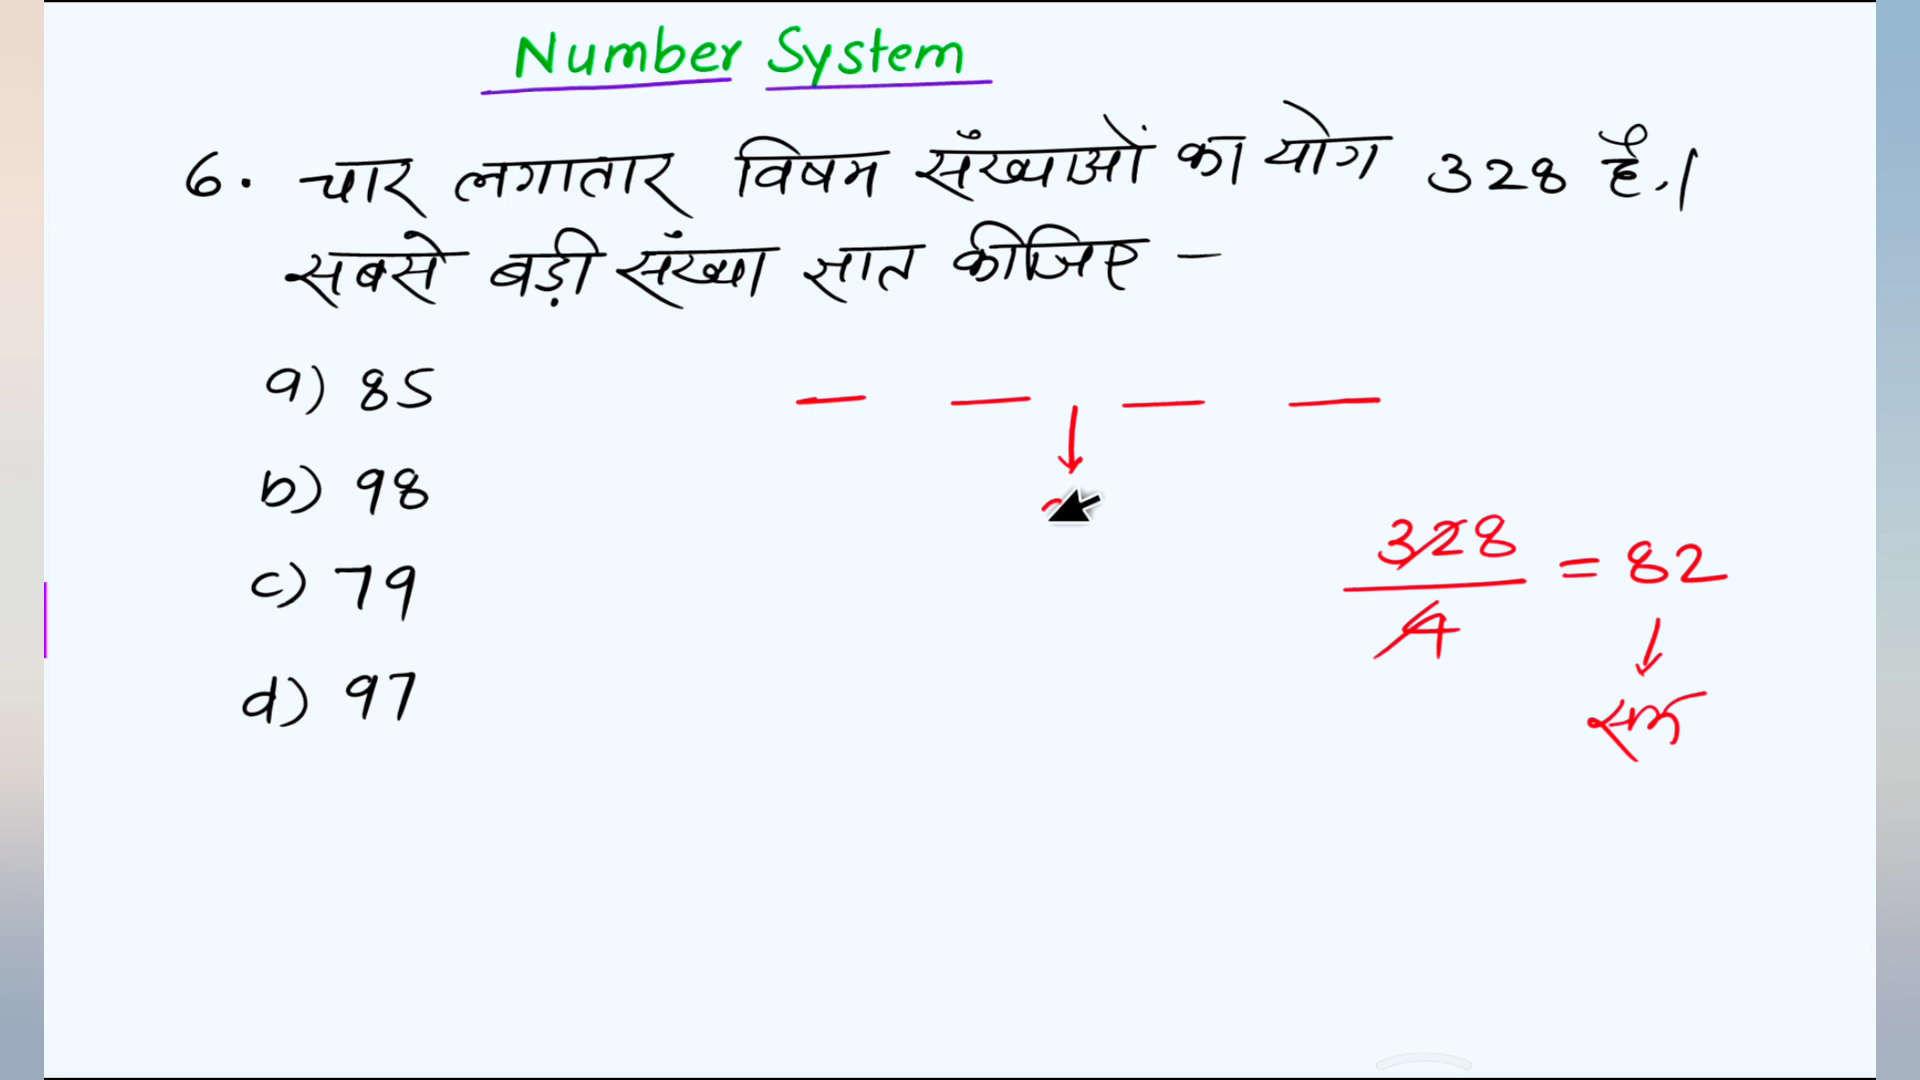 Number System
6. चार लगातार विषम संख्याओं का योग 328 है।
सबसे बड़ी संख्या ज्ञात कीजिए –
a) 85
b) 98
c) 79
d) 97
328/4 = 82
सम